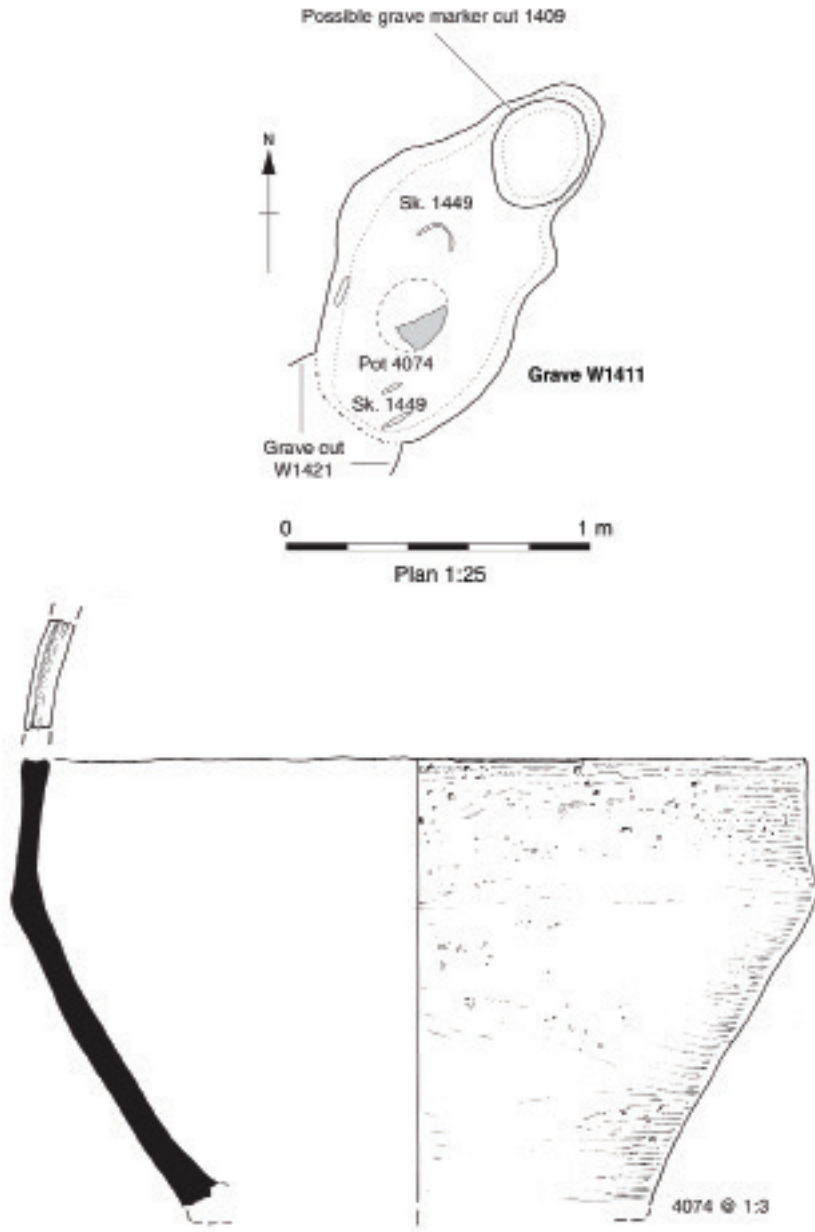 Possible grave marker cut 1409
N
Sk. 1449
Pot 4074
Grave W1411
Sk. 1449
Grave cut
W1421
0 1 m
Plan 1:25
4074 @ 1:3